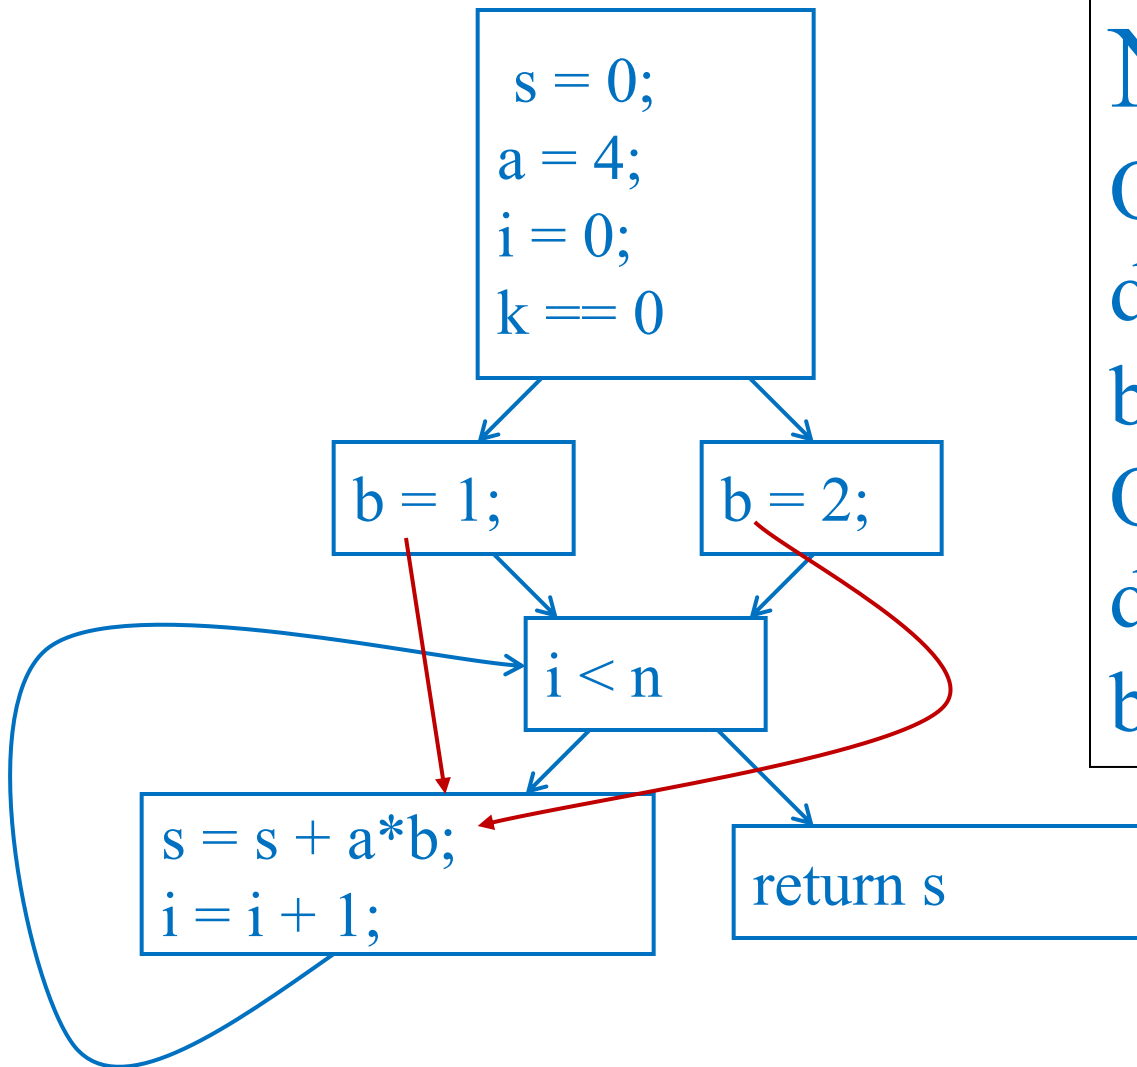 s = 0;
a = 4;
i = 0;
k == 0
b = 1;
b = 2;
i < n
s = s + a*b;
i = i + 1;
return s